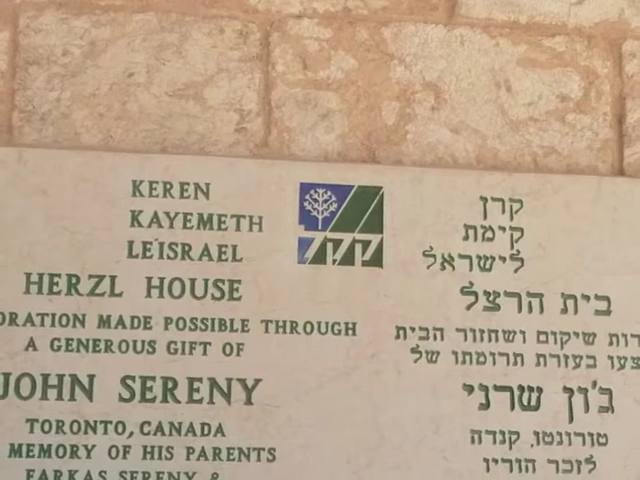 KEREN
KAYEMETH
LEISRAEL
HERZL HOUSE
ORATION MADE POSSIBLE THROUGH
A GENEROUS GIFT OF
JOHN SERENY
TORONTO, CANADA
MEMORY OF HIS PARENTS
FARKAS SERENY &
קקל
קרן
קימת
לישראל
בית הרצל
דות שיקום ושחזור הבית
צעו בעזרת תרומתו של
ג'ון שרני
טורונטו, קנדה
לזכר הוריו